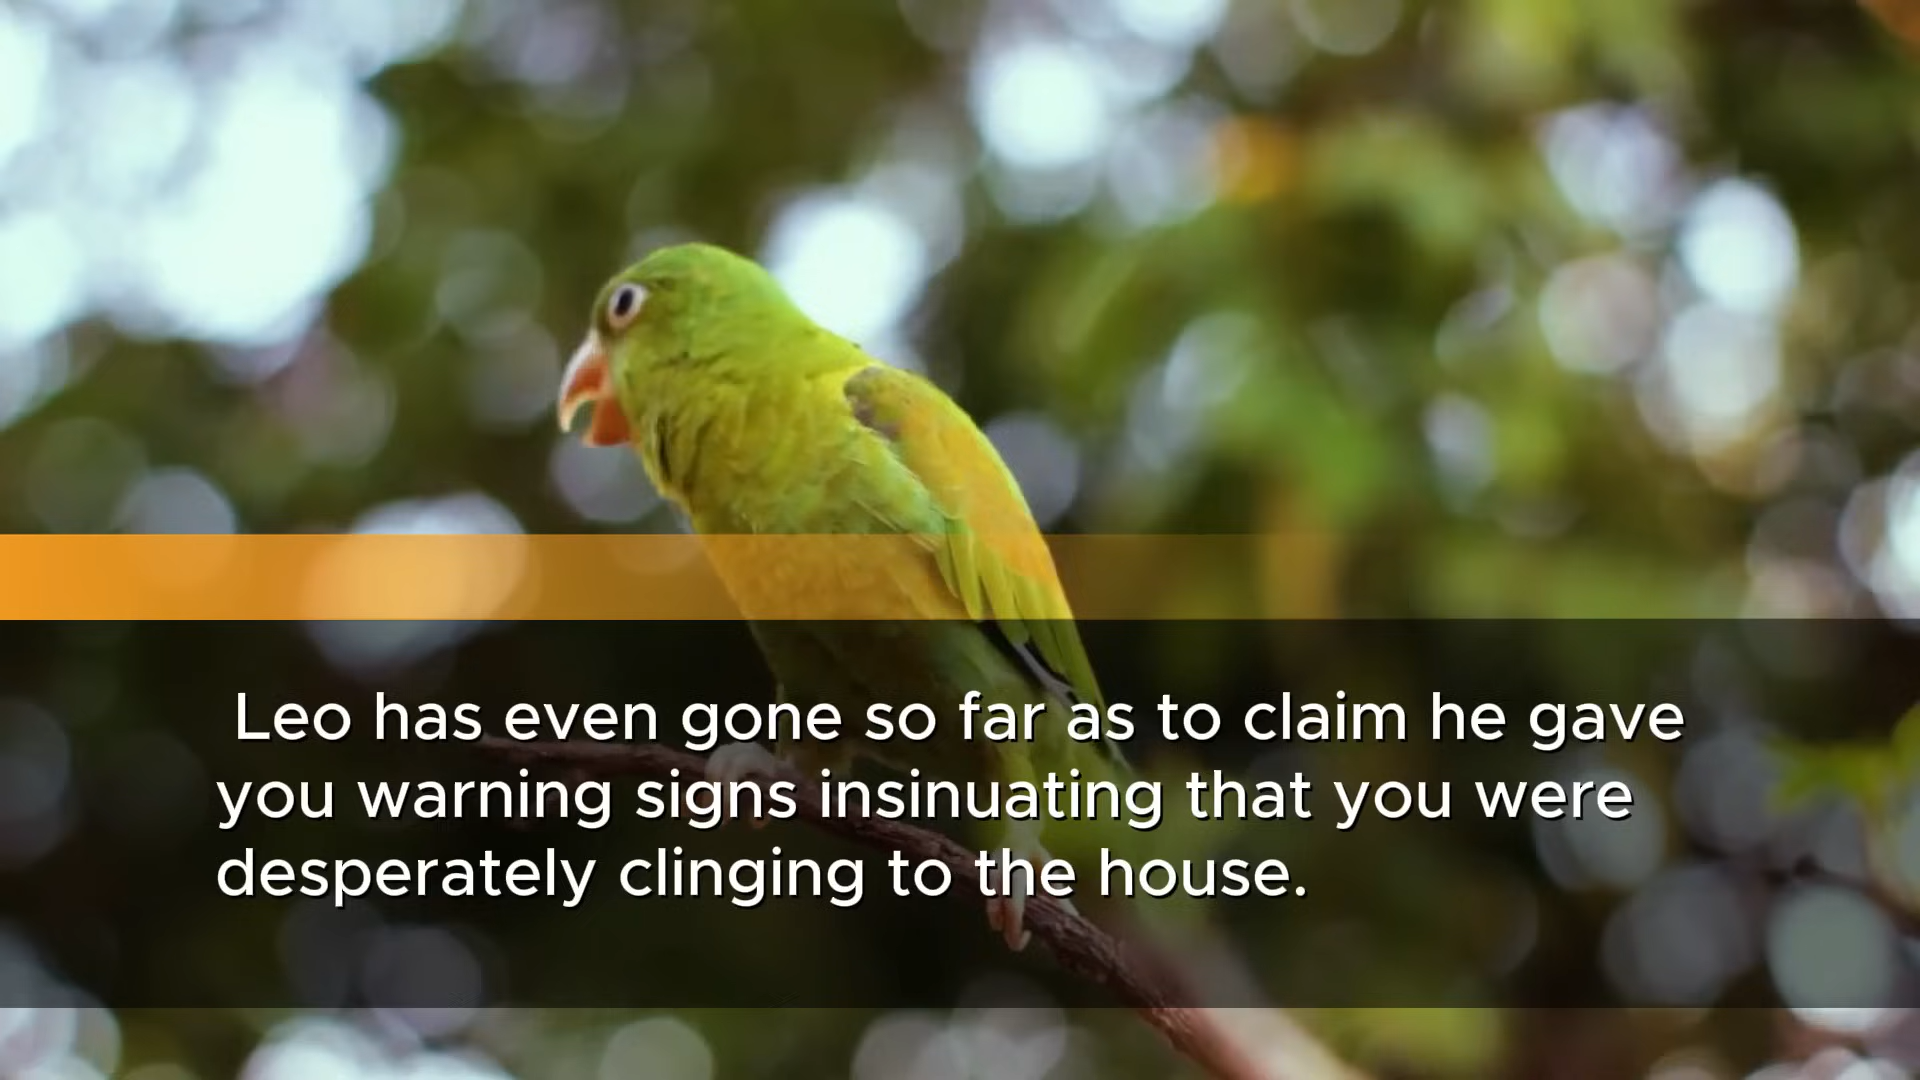 Leo has even gone so far as to claim he gave
you warning signs insinuating that you were
desperately clinging to the house.